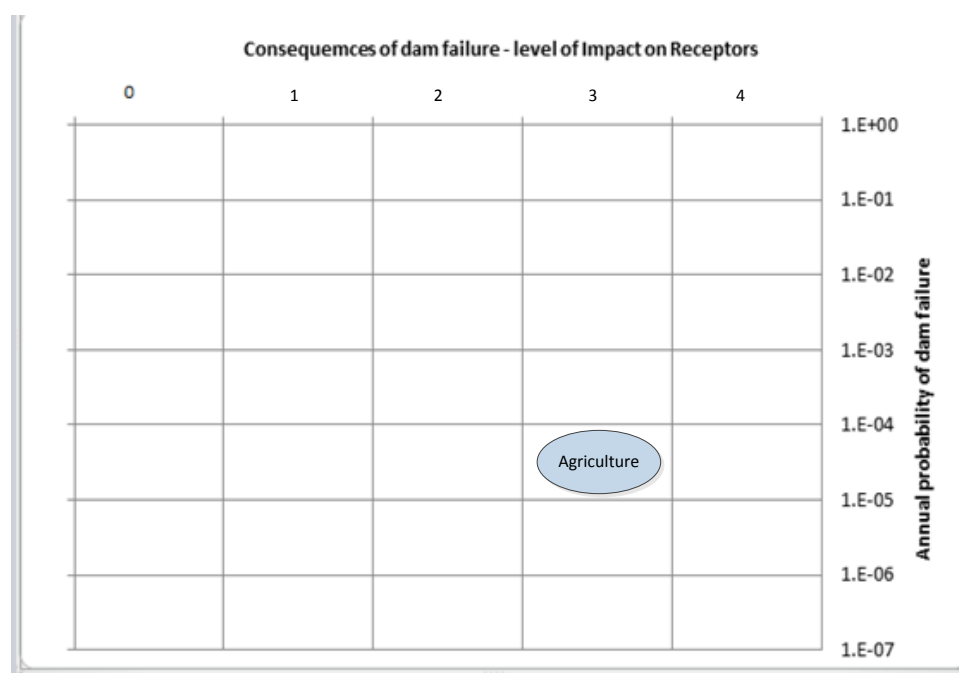 Consequemces of dam failure - level of Impact on Receptors
0 1 2 3 4
1.E+00
1.E-01
1.E-02
1.E-03
1.E-04
Agriculture
1.E-05
1.E-06
1.E-07
Annual probability of dam failure